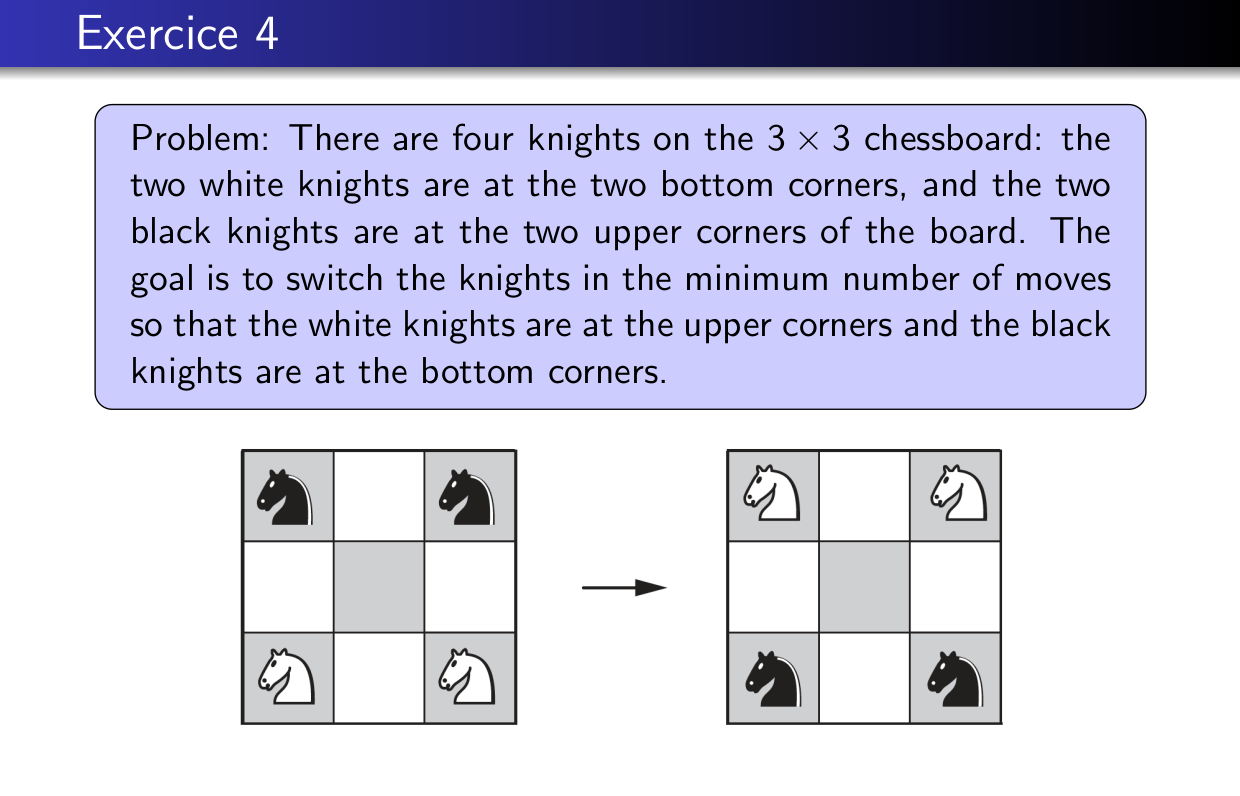 Exercice 4
Problem: There are four knights on the 3 × 3 chessboard: the
two white knights are at the two bottom corners, and the two
black knights are at the two upper corners of the board. The
goal is to switch the knights in the minimum number of moves
so that the white knights are at the upper corners and the black
knights are at the bottom corners.